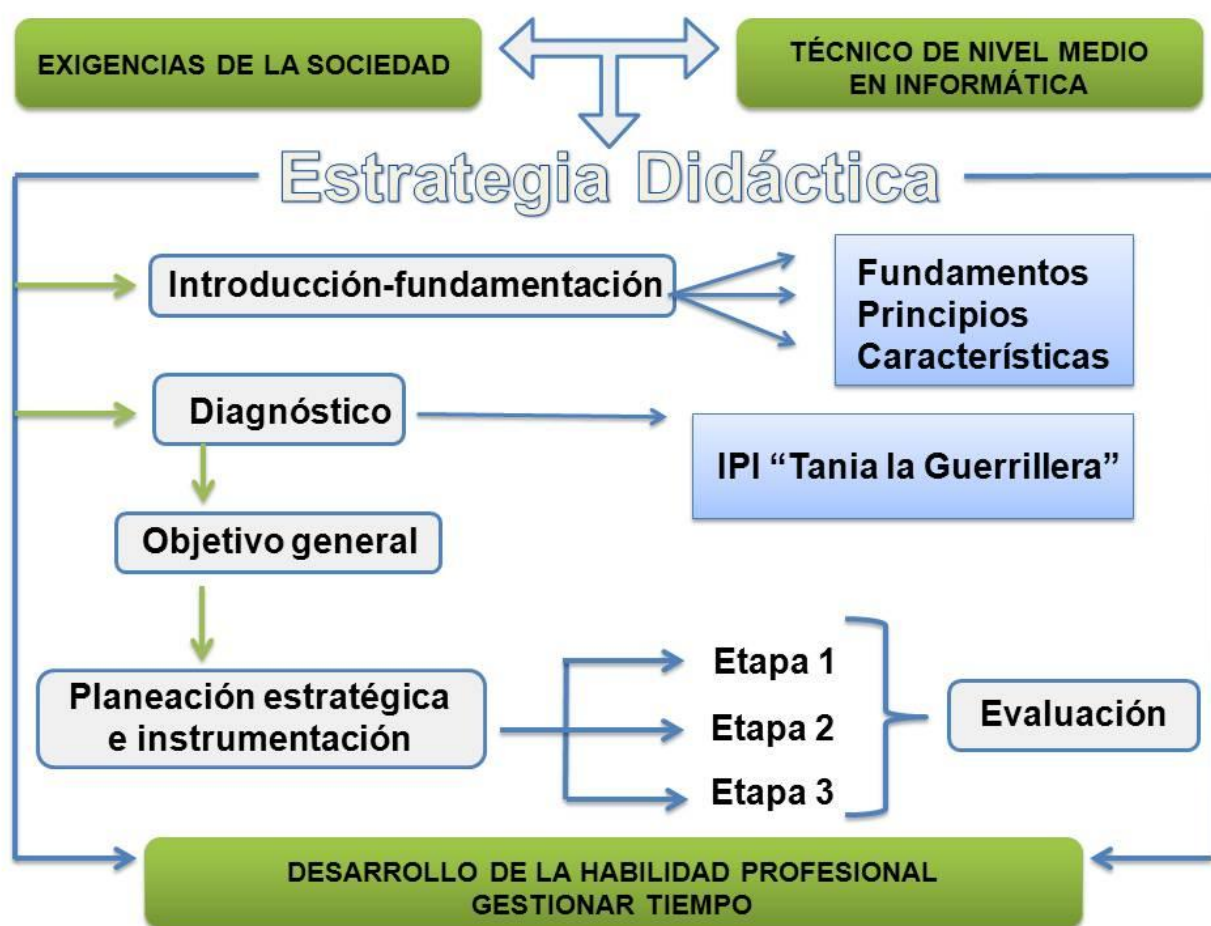 EXIGENCIAS DE LA SOCIEDAD
TÉCNICO DE NIVEL MEDIO
EN INFORMÁTICA
Estrategia Didáctica
Introducción-fundamentación
Fundamentos
Principios
Características
Diagnóstico
IPI “Tania la Guerrillera”
Objetivo general
Planeación estratégica
e instrumentación
Etapa 1
Etapa 2
Etapa 3
Evaluación
DESARROLLO DE LA HABILIDAD PROFESIONAL
GESTIONAR TIEMPO